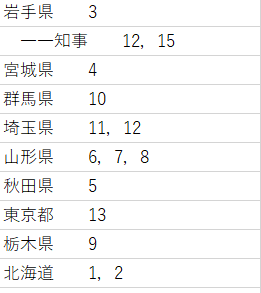 岩手県　　3
　一一知事　　12，15
宮城県　　4
群馬県　　10
埼玉県　　11，12
山形県　　6，7，8
秋田県　　5
東京都　　13
栃木県　　9
北海道　　1，2